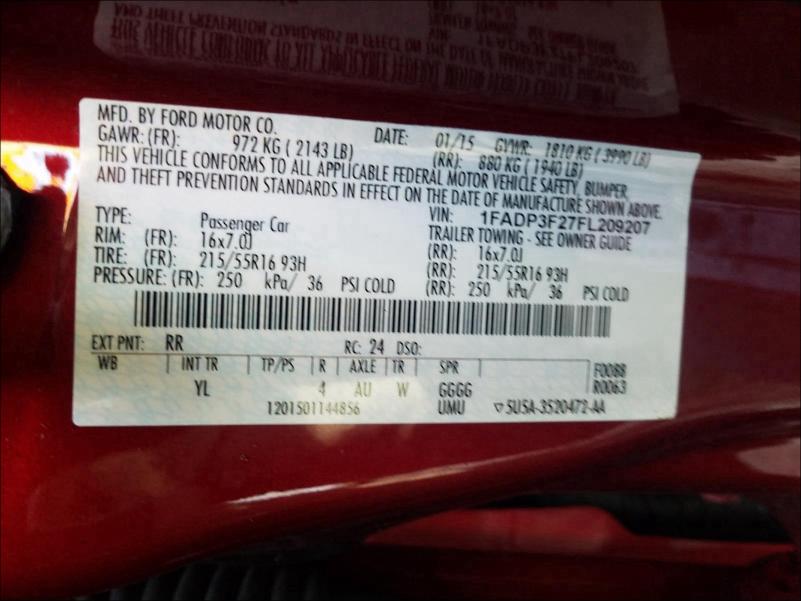 MFD. BY FORD MOTOR CO.
DATE: 01/15 GVWR: 1810 KG ( 3990 LB)
GAWR: (FR): 972 KG ( 2143 LB) (RR): 880 KG ( 1940 LB)
THIS VEHICLE CONFORMS TO ALL APPLICABLE FEDERAL MOTOR VEHICLE SAFETY, BUMPER,
AND THEFT PREVENTION STANDARDS IN EFFECT ON THE DATE OF MANUFACTURE SHOWN ABOVE.
VIN: 1FADP3F27FL209207
TYPE: Passenger Car TRAILER TOWING - SEE OWNER GUIDE
RIM: (FR): 16x7.0J (RR): 16x7.0J
TIRE: (FR): 215/55R16 93H (RR): 215/55R16 93H
PRESSURE: (FR): 250 kPa/ 36 PSI COLD (RR): 250 kPa/ 36 PSI COLD
EXT PNT: RR RC: 24 DSO:
WB INT TR TP/PS R AXLE TR SPR F0088
YL 4 AU W GGGG R0063
1201501144856 UMU ▽5U5A-3520472-AA